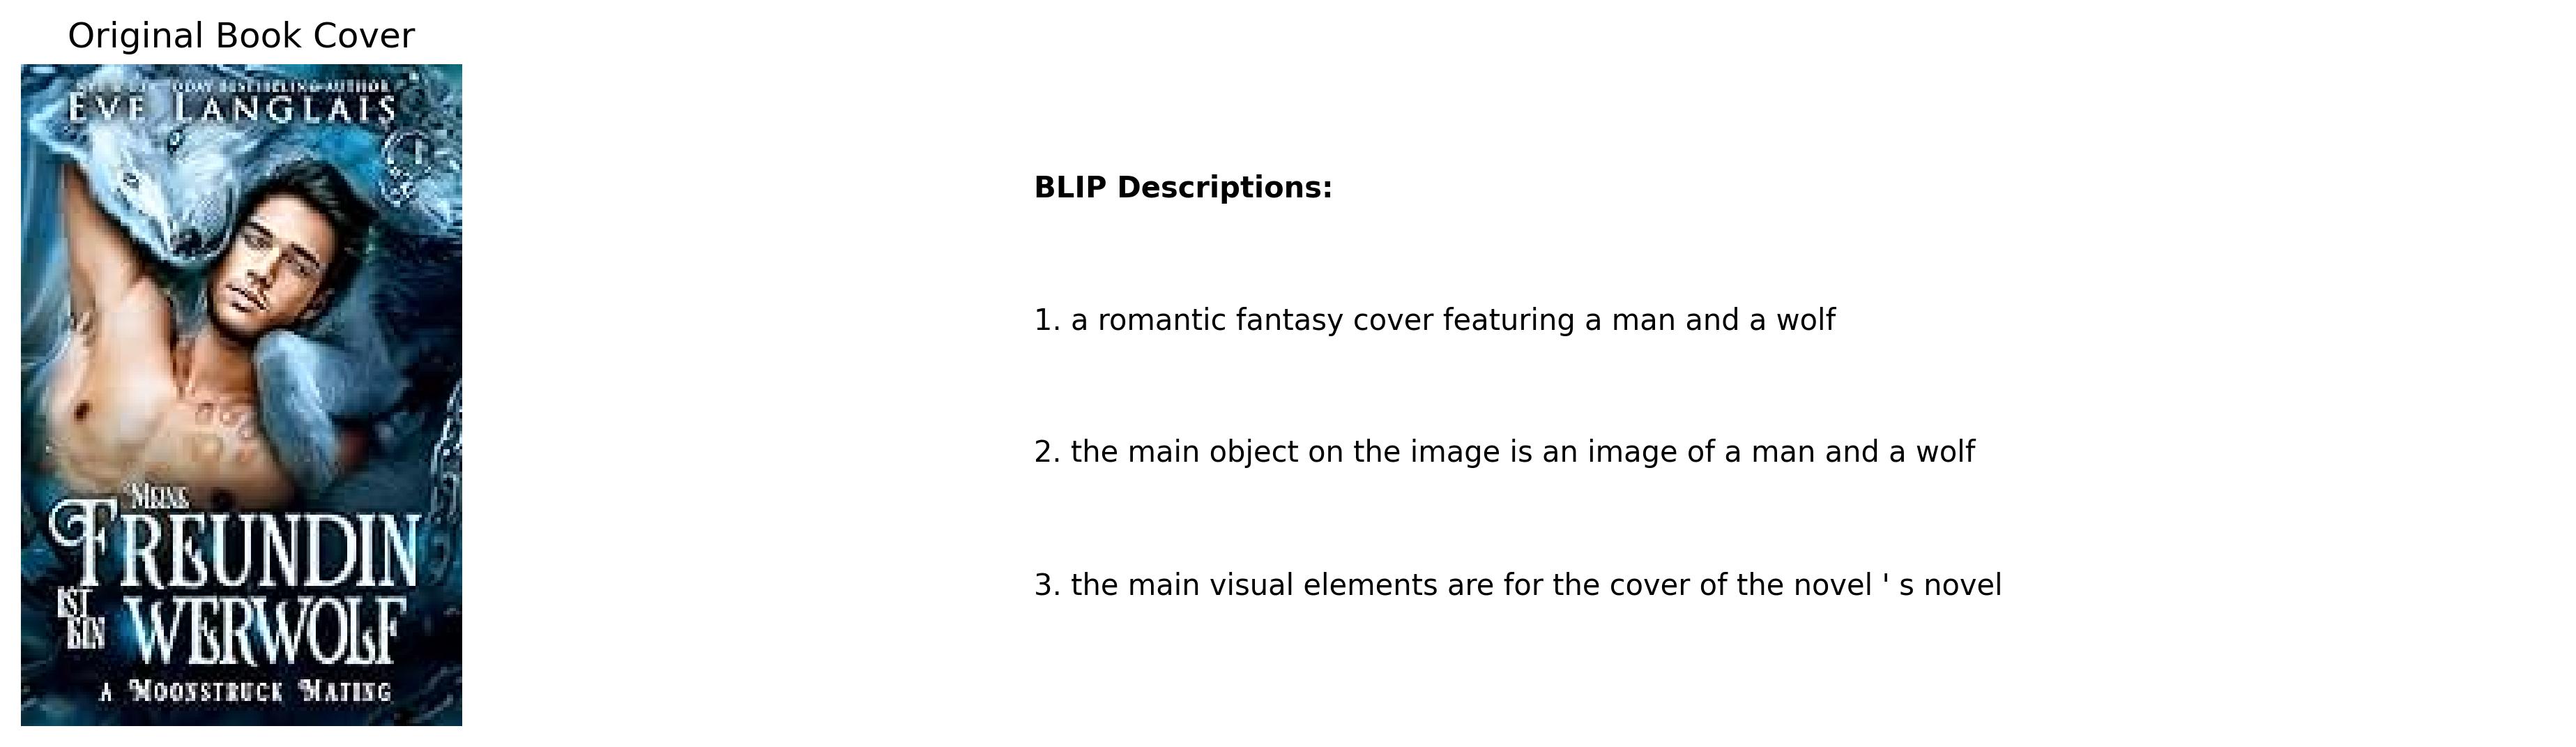 Original Book Cover
TODAY BESTSELLING AUTHOR
EVE LANGLAIS
MEINE
FREUNDIN
IST
EIN WERWOLF
A MOONSTRUCK MATING
BLIP Descriptions:
1. a romantic fantasy cover featuring a man and a wolf
2. the main object on the image is an image of a man and a wolf
3. the main visual elements are for the cover of the novel ' s novel